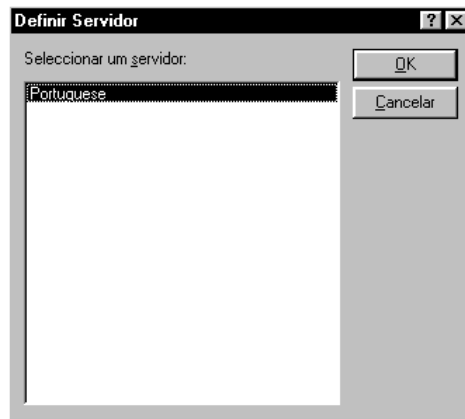 Definir Servidor
Seleccionar um servidor:
Portuguese
OK
Cancelar